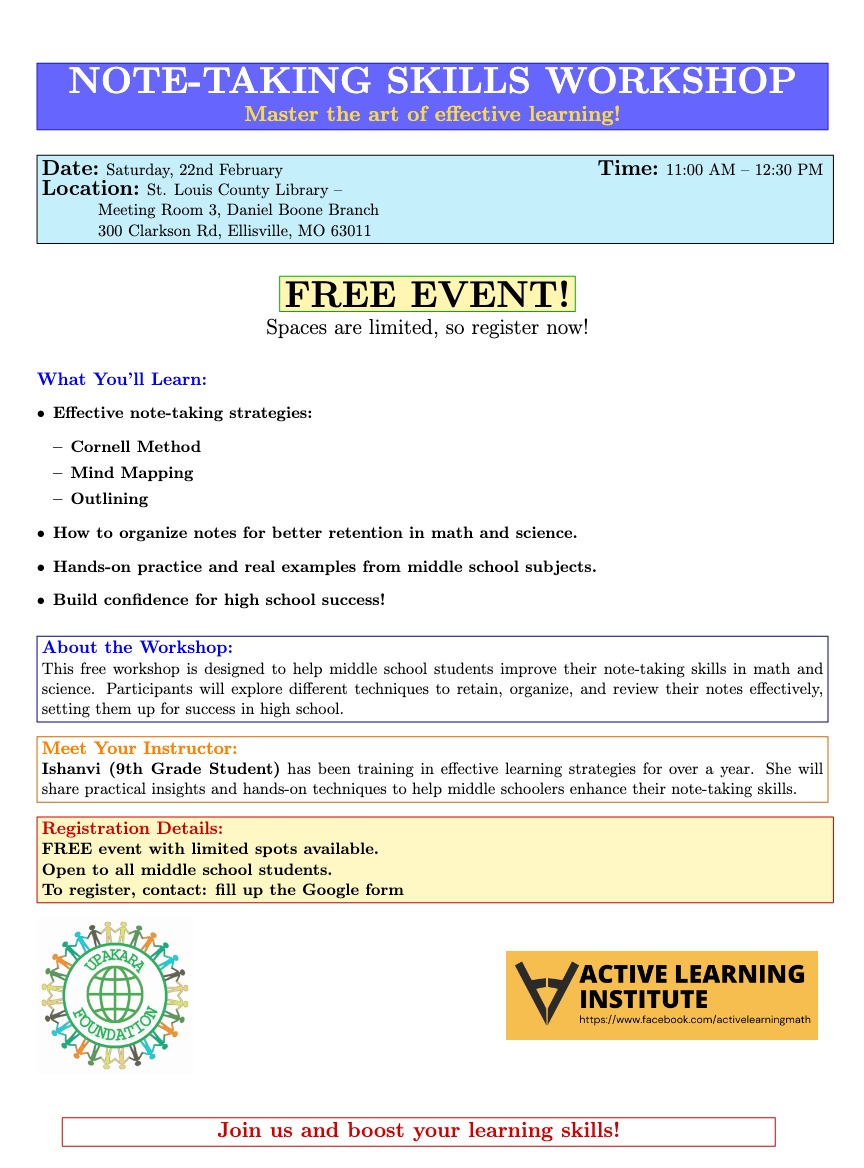 NOTE-TAKING SKILLS WORKSHOP
Master the art of effective learning!
Date: Saturday, 22nd February Time: 11:00 AM – 12:30 PM
Location: St. Louis County Library –
Meeting Room 3, Daniel Boone Branch
300 Clarkson Rd, Ellisville, MO 63011
FREE EVENT!
Spaces are limited, so register now!
What You'll Learn:
• Effective note-taking strategies:
– Cornell Method
– Mind Mapping
– Outlining
• How to organize notes for better retention in math and science.
• Hands-on practice and real examples from middle school subjects.
• Build confidence for high school success!
About the Workshop:
This free workshop is designed to help middle school students improve their note-taking skills in math and
science. Participants will explore different techniques to retain, organize, and review their notes effectively,
setting them up for success in high school.
Meet Your Instructor:
Ishanvi (9th Grade Student) has been training in effective learning strategies for over a year. She will
share practical insights and hands-on techniques to help middle schoolers enhance their note-taking skills.
Registration Details:
FREE event with limited spots available.
Open to all middle school students.
To register, contact: fill up the Google form
UPAKARA
FOUNDATION
ACTIVE LEARNING
INSTITUTE
https://www.facebook.com/activelearningmath
Join us and boost your learning skills!